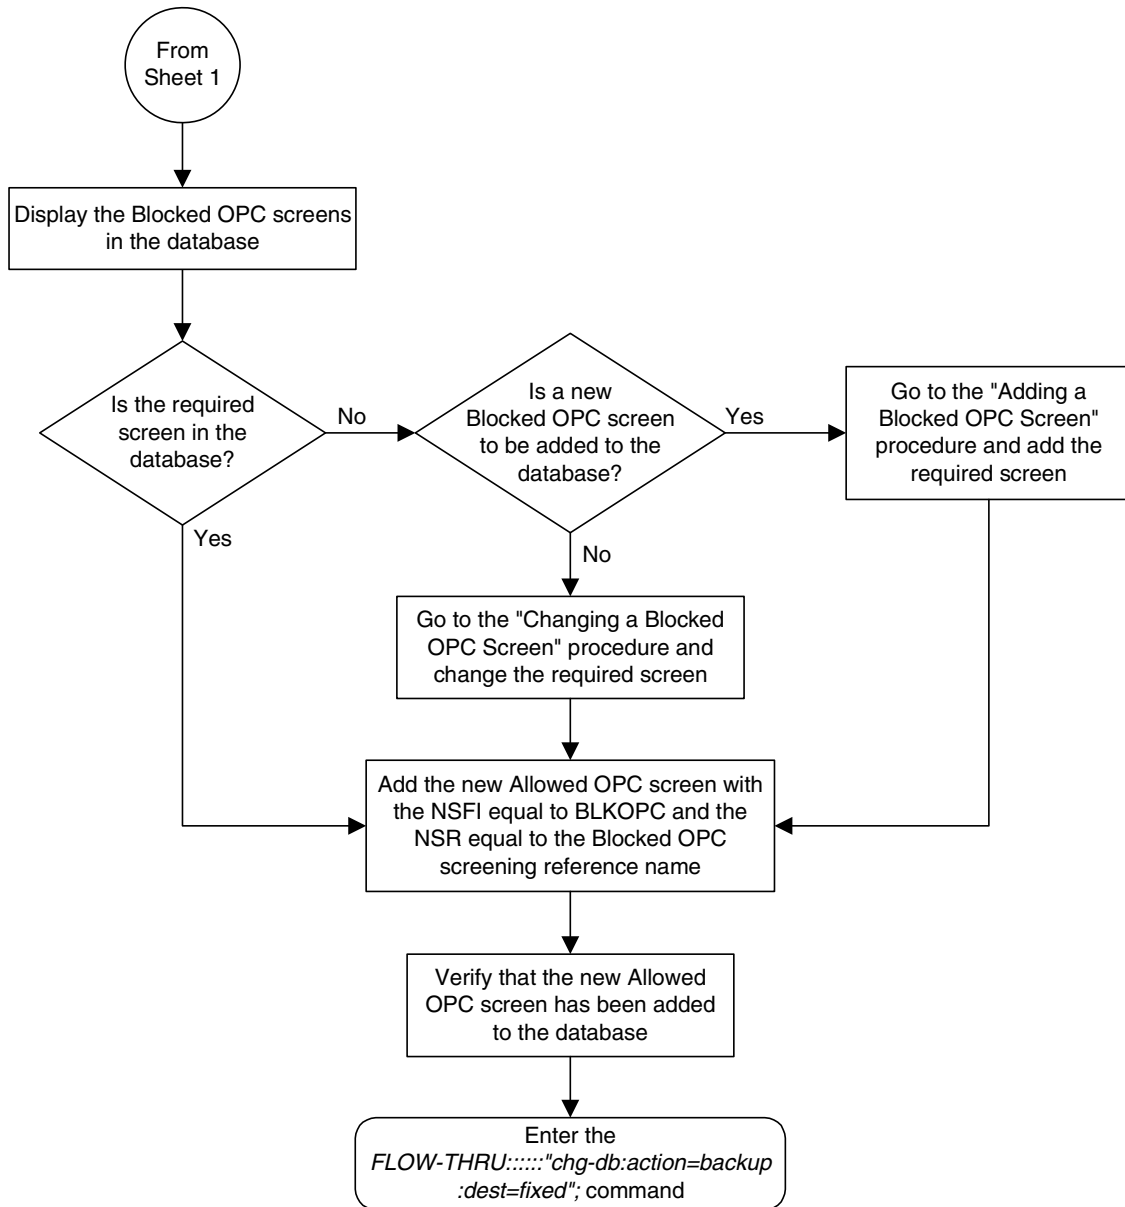 From
Sheet 1
Display the Blocked OPC screens
in the database
Is the required
screen in the
database?
No
Yes
Is a new
Blocked OPC screen
to be added to the
database?
Yes
No
Go to the "Adding a
Blocked OPC Screen"
procedure and add the
required screen
Go to the "Changing a Blocked
OPC Screen" procedure and
change the required screen
Add the new Allowed OPC screen with
the NSFI equal to BLKOPC and the
NSR equal to the Blocked OPC
screening reference name
Verify that the new Allowed
OPC screen has been added
to the database
Enter the
FLOW-THRU::::::"chg-db:action=backup
:dest=fixed"; command